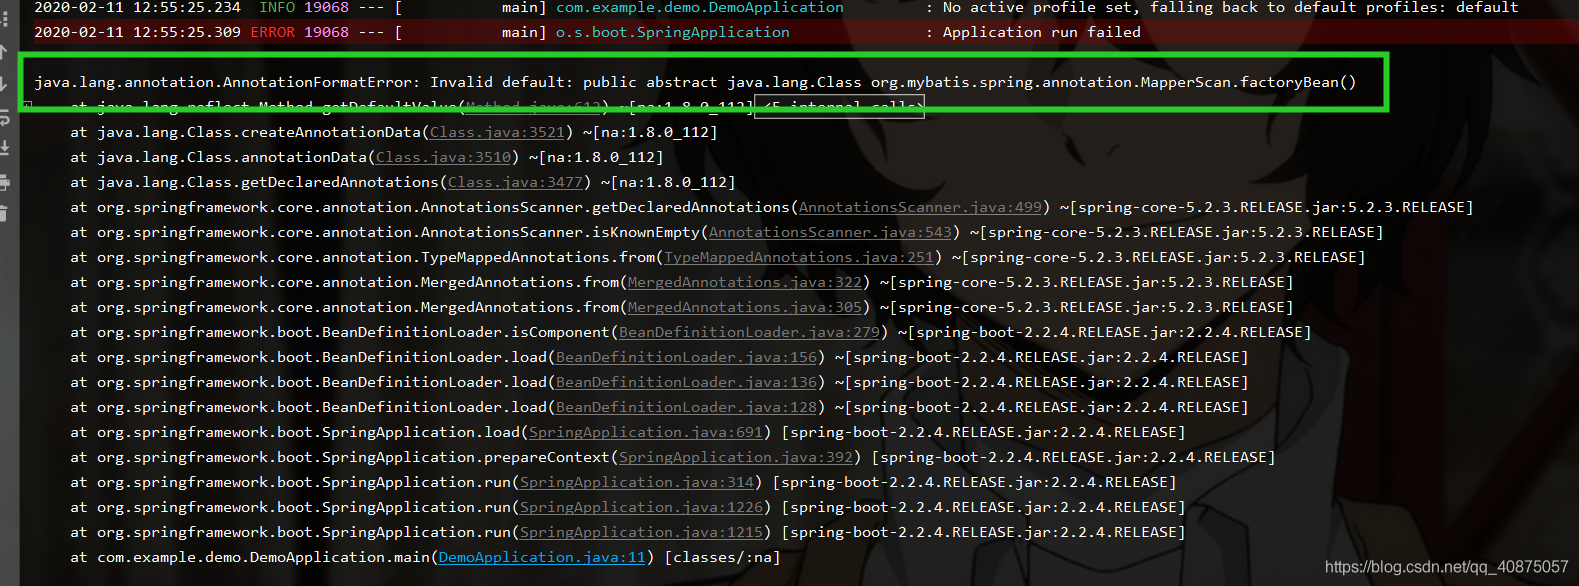 2020-02-11 12:55:25.234  INFO 19068 --- [           main] com.example.demo.DemoApplication         : No active profile set, falling back to default profiles: default
2020-02-11 12:55:25.309 ERROR 19068 --- [           main] o.s.boot.SpringApplication               : Application run failed
java.lang.annotation.AnnotationFormatError: Invalid default: public abstract java.lang.Class org.mybatis.spring.annotation.MapperScan.factoryBean()
at java.lang.reflect.Method.getDefaultValue(Method.java:612) ~[na:1.8.0_112] <5 internal calls>
at java.lang.Class.createAnnotationData(Class.java:3521) ~[na:1.8.0_112]
at java.lang.Class.annotationData(Class.java:3510) ~[na:1.8.0_112]
at java.lang.Class.getDeclaredAnnotations(Class.java:3477) ~[na:1.8.0_112]
at org.springframework.core.annotation.AnnotationsScanner.getDeclaredAnnotations(AnnotationsScanner.java:499) ~[spring-core-5.2.3.RELEASE.jar:5.2.3.RELEASE]
at org.springframework.core.annotation.AnnotationsScanner.isKnownEmpty(AnnotationsScanner.java:543) ~[spring-core-5.2.3.RELEASE.jar:5.2.3.RELEASE]
at org.springframework.core.annotation.TypeMappedAnnotations.from(TypeMappedAnnotations.java:251) ~[spring-core-5.2.3.RELEASE.jar:5.2.3.RELEASE]
at org.springframework.core.annotation.MergedAnnotations.from(MergedAnnotations.java:322) ~[spring-core-5.2.3.RELEASE.jar:5.2.3.RELEASE]
at org.springframework.core.annotation.MergedAnnotations.from(MergedAnnotations.java:305) ~[spring-core-5.2.3.RELEASE.jar:5.2.3.RELEASE]
at org.springframework.boot.BeanDefinitionLoader.isComponent(BeanDefinitionLoader.java:279) ~[spring-boot-2.2.4.RELEASE.jar:2.2.4.RELEASE]
at org.springframework.boot.BeanDefinitionLoader.load(BeanDefinitionLoader.java:156) ~[spring-boot-2.2.4.RELEASE.jar:2.2.4.RELEASE]
at org.springframework.boot.BeanDefinitionLoader.load(BeanDefinitionLoader.java:136) ~[spring-boot-2.2.4.RELEASE.jar:2.2.4.RELEASE]
at org.springframework.boot.BeanDefinitionLoader.load(BeanDefinitionLoader.java:128) ~[spring-boot-2.2.4.RELEASE.jar:2.2.4.RELEASE]
at org.springframework.boot.SpringApplication.load(SpringApplication.java:691) [spring-boot-2.2.4.RELEASE.jar:2.2.4.RELEASE]
at org.springframework.boot.SpringApplication.prepareContext(SpringApplication.java:392) [spring-boot-2.2.4.RELEASE.jar:2.2.4.RELEASE]
at org.springframework.boot.SpringApplication.run(SpringApplication.java:314) [spring-boot-2.2.4.RELEASE.jar:2.2.4.RELEASE]
at org.springframework.boot.SpringApplication.run(SpringApplication.java:1226) [spring-boot-2.2.4.RELEASE.jar:2.2.4.RELEASE]
at org.springframework.boot.SpringApplication.run(SpringApplication.java:1215) [spring-boot-2.2.4.RELEASE.jar:2.2.4.RELEASE]
at com.example.demo.DemoApplication.main(DemoApplication.java:11) [classes/:na]
https://blog.csdn.net/qq_40875057